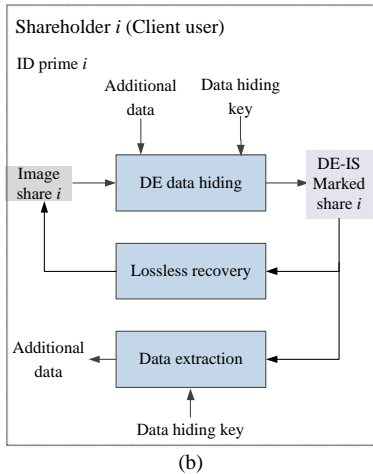 Shareholder i (Client user)
ID prime i
Additional
data
Data hiding
key
Image
share i
DE data hiding
DE-IS
Marked
share i
Lossless recovery
Additional
data
Data extraction
Data hiding key
(b)